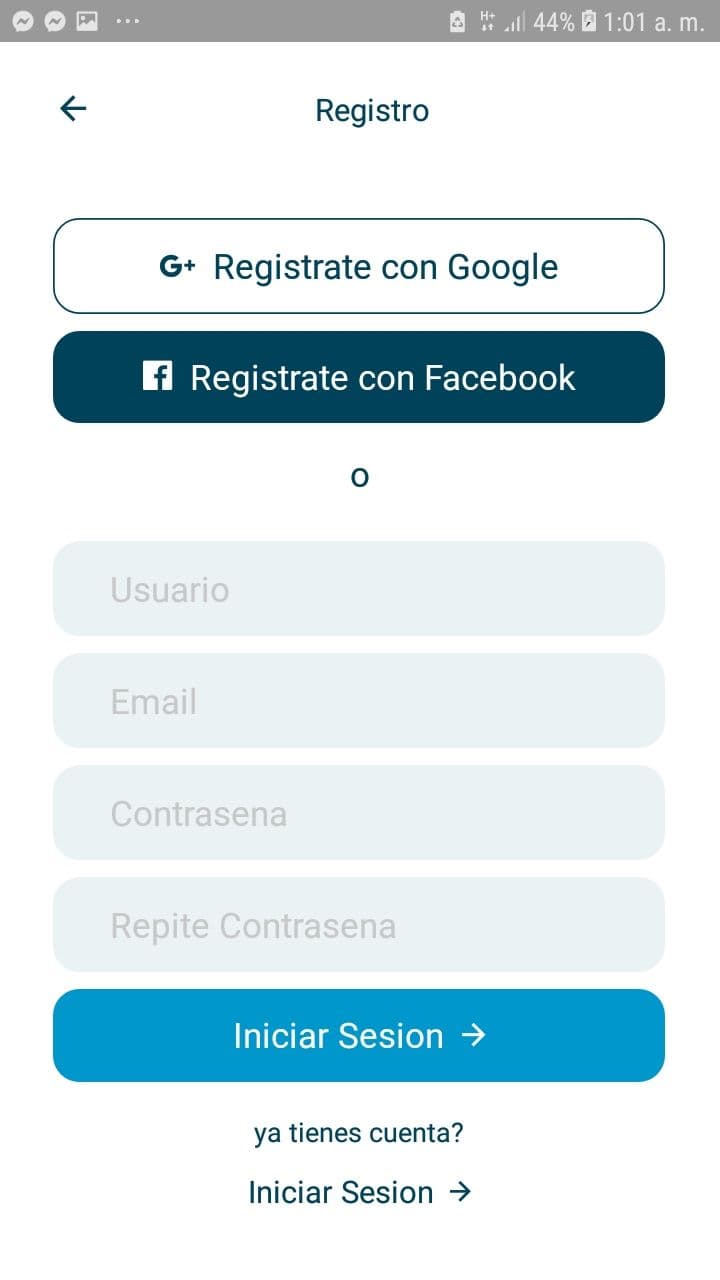 H+ 44% 1:01 a. m.
Registro
G+ Registrate con Google
Registrate con Facebook
o
Usuario
Email
Contrasena
Repite Contrasena
Iniciar Sesion
ya tienes cuenta?
Iniciar Sesion